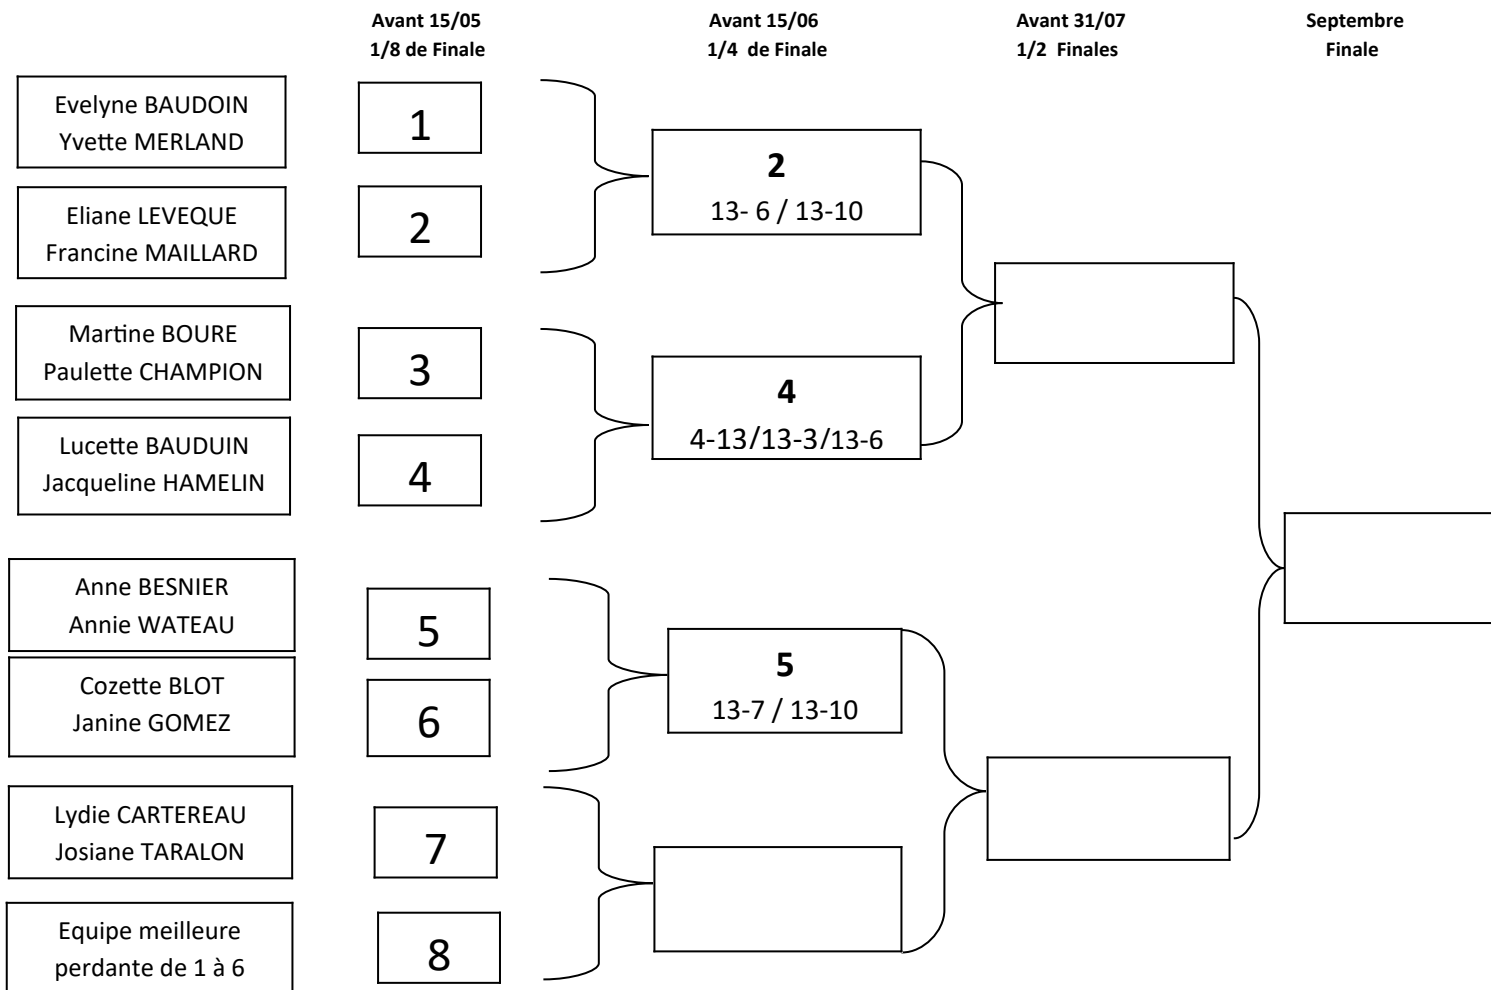 Avant 15/05
1/8 de Finale
Avant 15/06
1/4 de Finale
Avant 31/07
1/2 Finales
Septembre
Finale
Evelyne BAUDOIN
Yvette MERLAND
1
Eliane LEVEQUE
Francine MAILLARD
2
2
13- 6 / 13-10
Martine BOURE
Paulette CHAMPION
3
Lucette BAUDUIN
Jacqueline HAMELIN
4
4
4-13/13-3/13-6
Anne BESNIER
Annie WATEAU
5
Cozette BLOT
Janine GOMEZ
6
5
13-7 / 13-10
Lydie CARTEREAU
Josiane TARALON
7
Equipe meilleure
perdante de 1 à 6
8